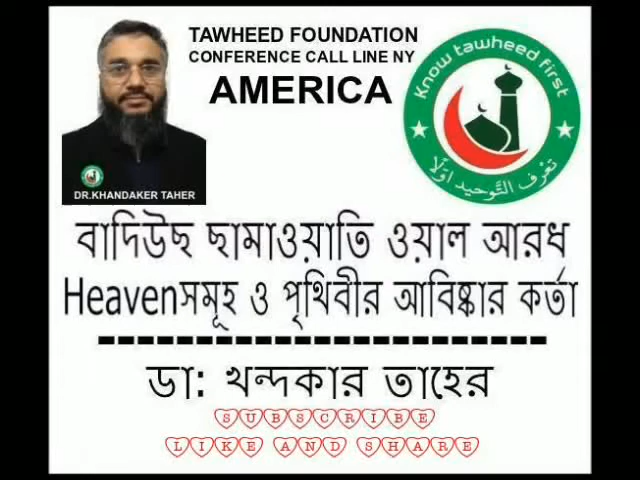 TAWHEED FOUNDATION
CONFERENCE CALL LINE NY
AMERICA
Know tawheed first
تعرف التوحيد اولا
DR.KHANDAKER TAHER
বাদিউছ ছামাওয়াতি ওয়াল আরধ
Heavenসমূহ ও পৃথিবীর আবিষ্কার কর্তা
ডা: খন্দকার তাহের
SUBSCRIBE
LIKE AND SHARE